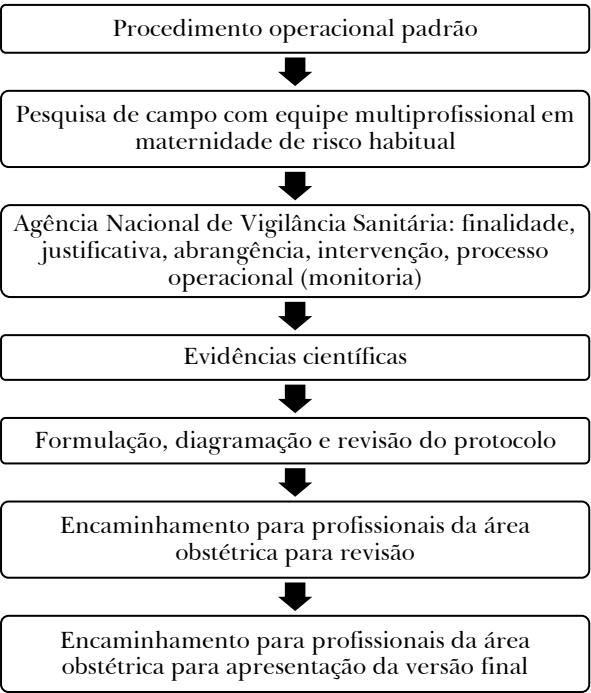 Procedimento operacional padrão
Pesquisa de campo com equipe multiprofissional em
maternidade de risco habitual
Agência Nacional de Vigilância Sanitária: finalidade,
justificativa, abrangência, intervenção, processo
operacional (monitoria)
Evidências científicas
Formulação, diagramação e revisão do protocolo
Encaminhamento para profissionais da área
obstétrica para revisão
Encaminhamento para profissionais da área
obstétrica para apresentação da versão final